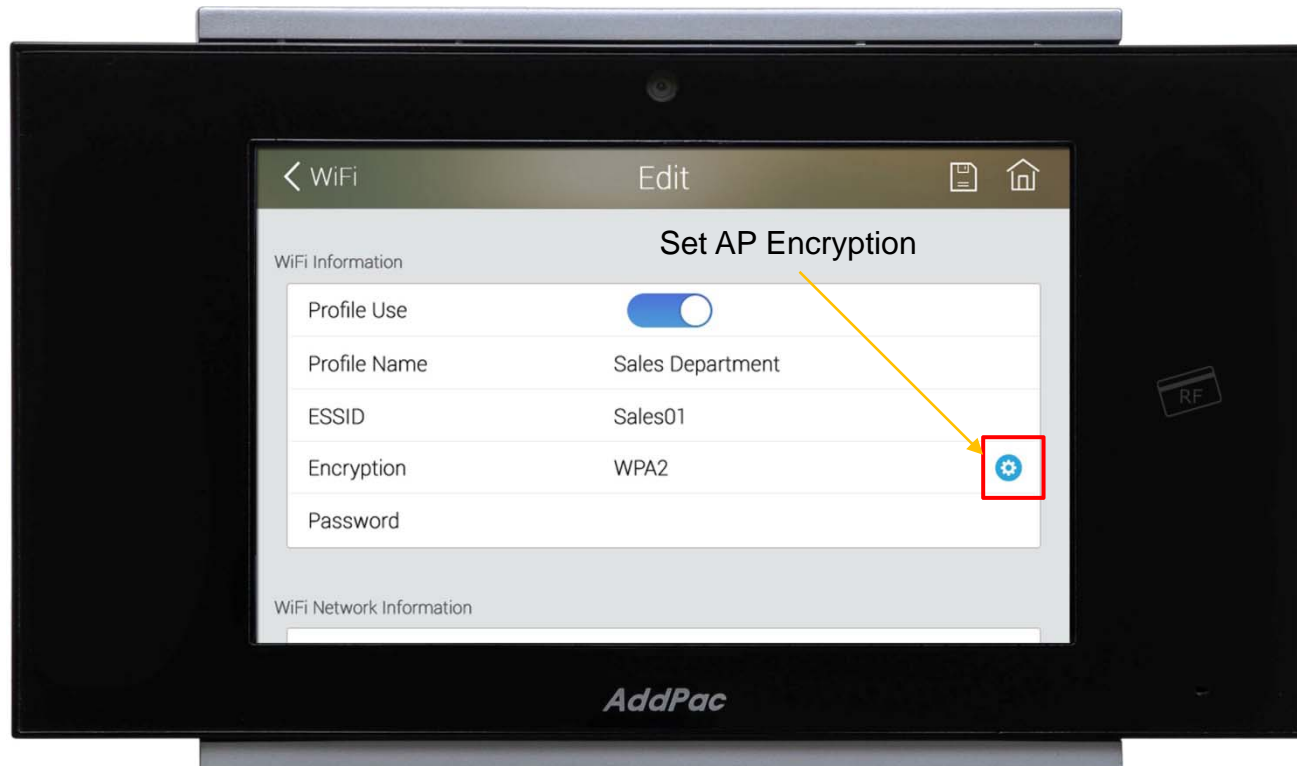 WiFi
Edit
Set AP Encryption
WiFi Information
Profile Use
Profile Name Sales Department
ESSID Sales01
Encryption WPA2
Password
WiFi Network Information
RF
AddPac